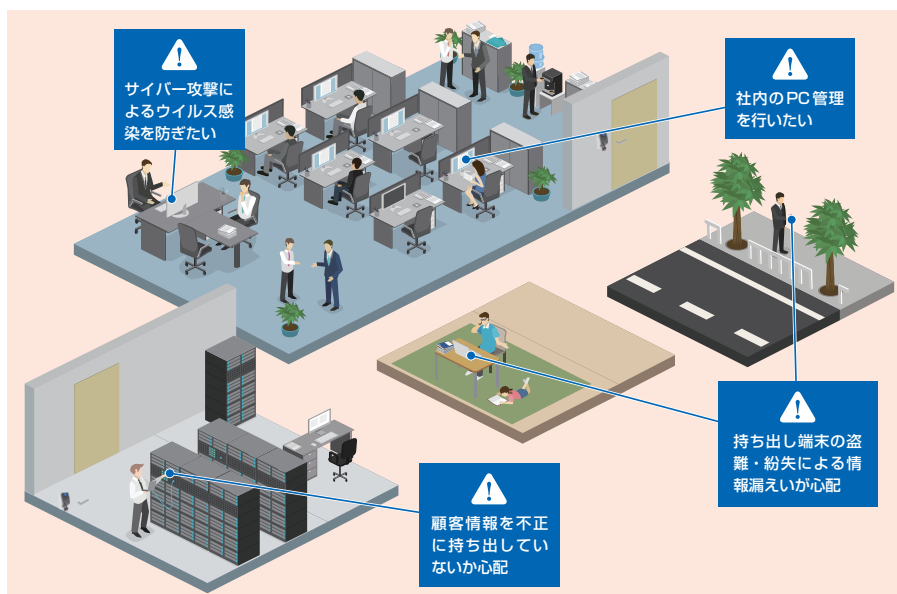 サイバー攻撃に
よるウイルス感
染を防ぎたい
社内のPC管理
を行いたい
持ち出し端末の盗
難・紛失による情
報漏えいが心配
顧客情報を不正
に持ち出してい
ないか心配